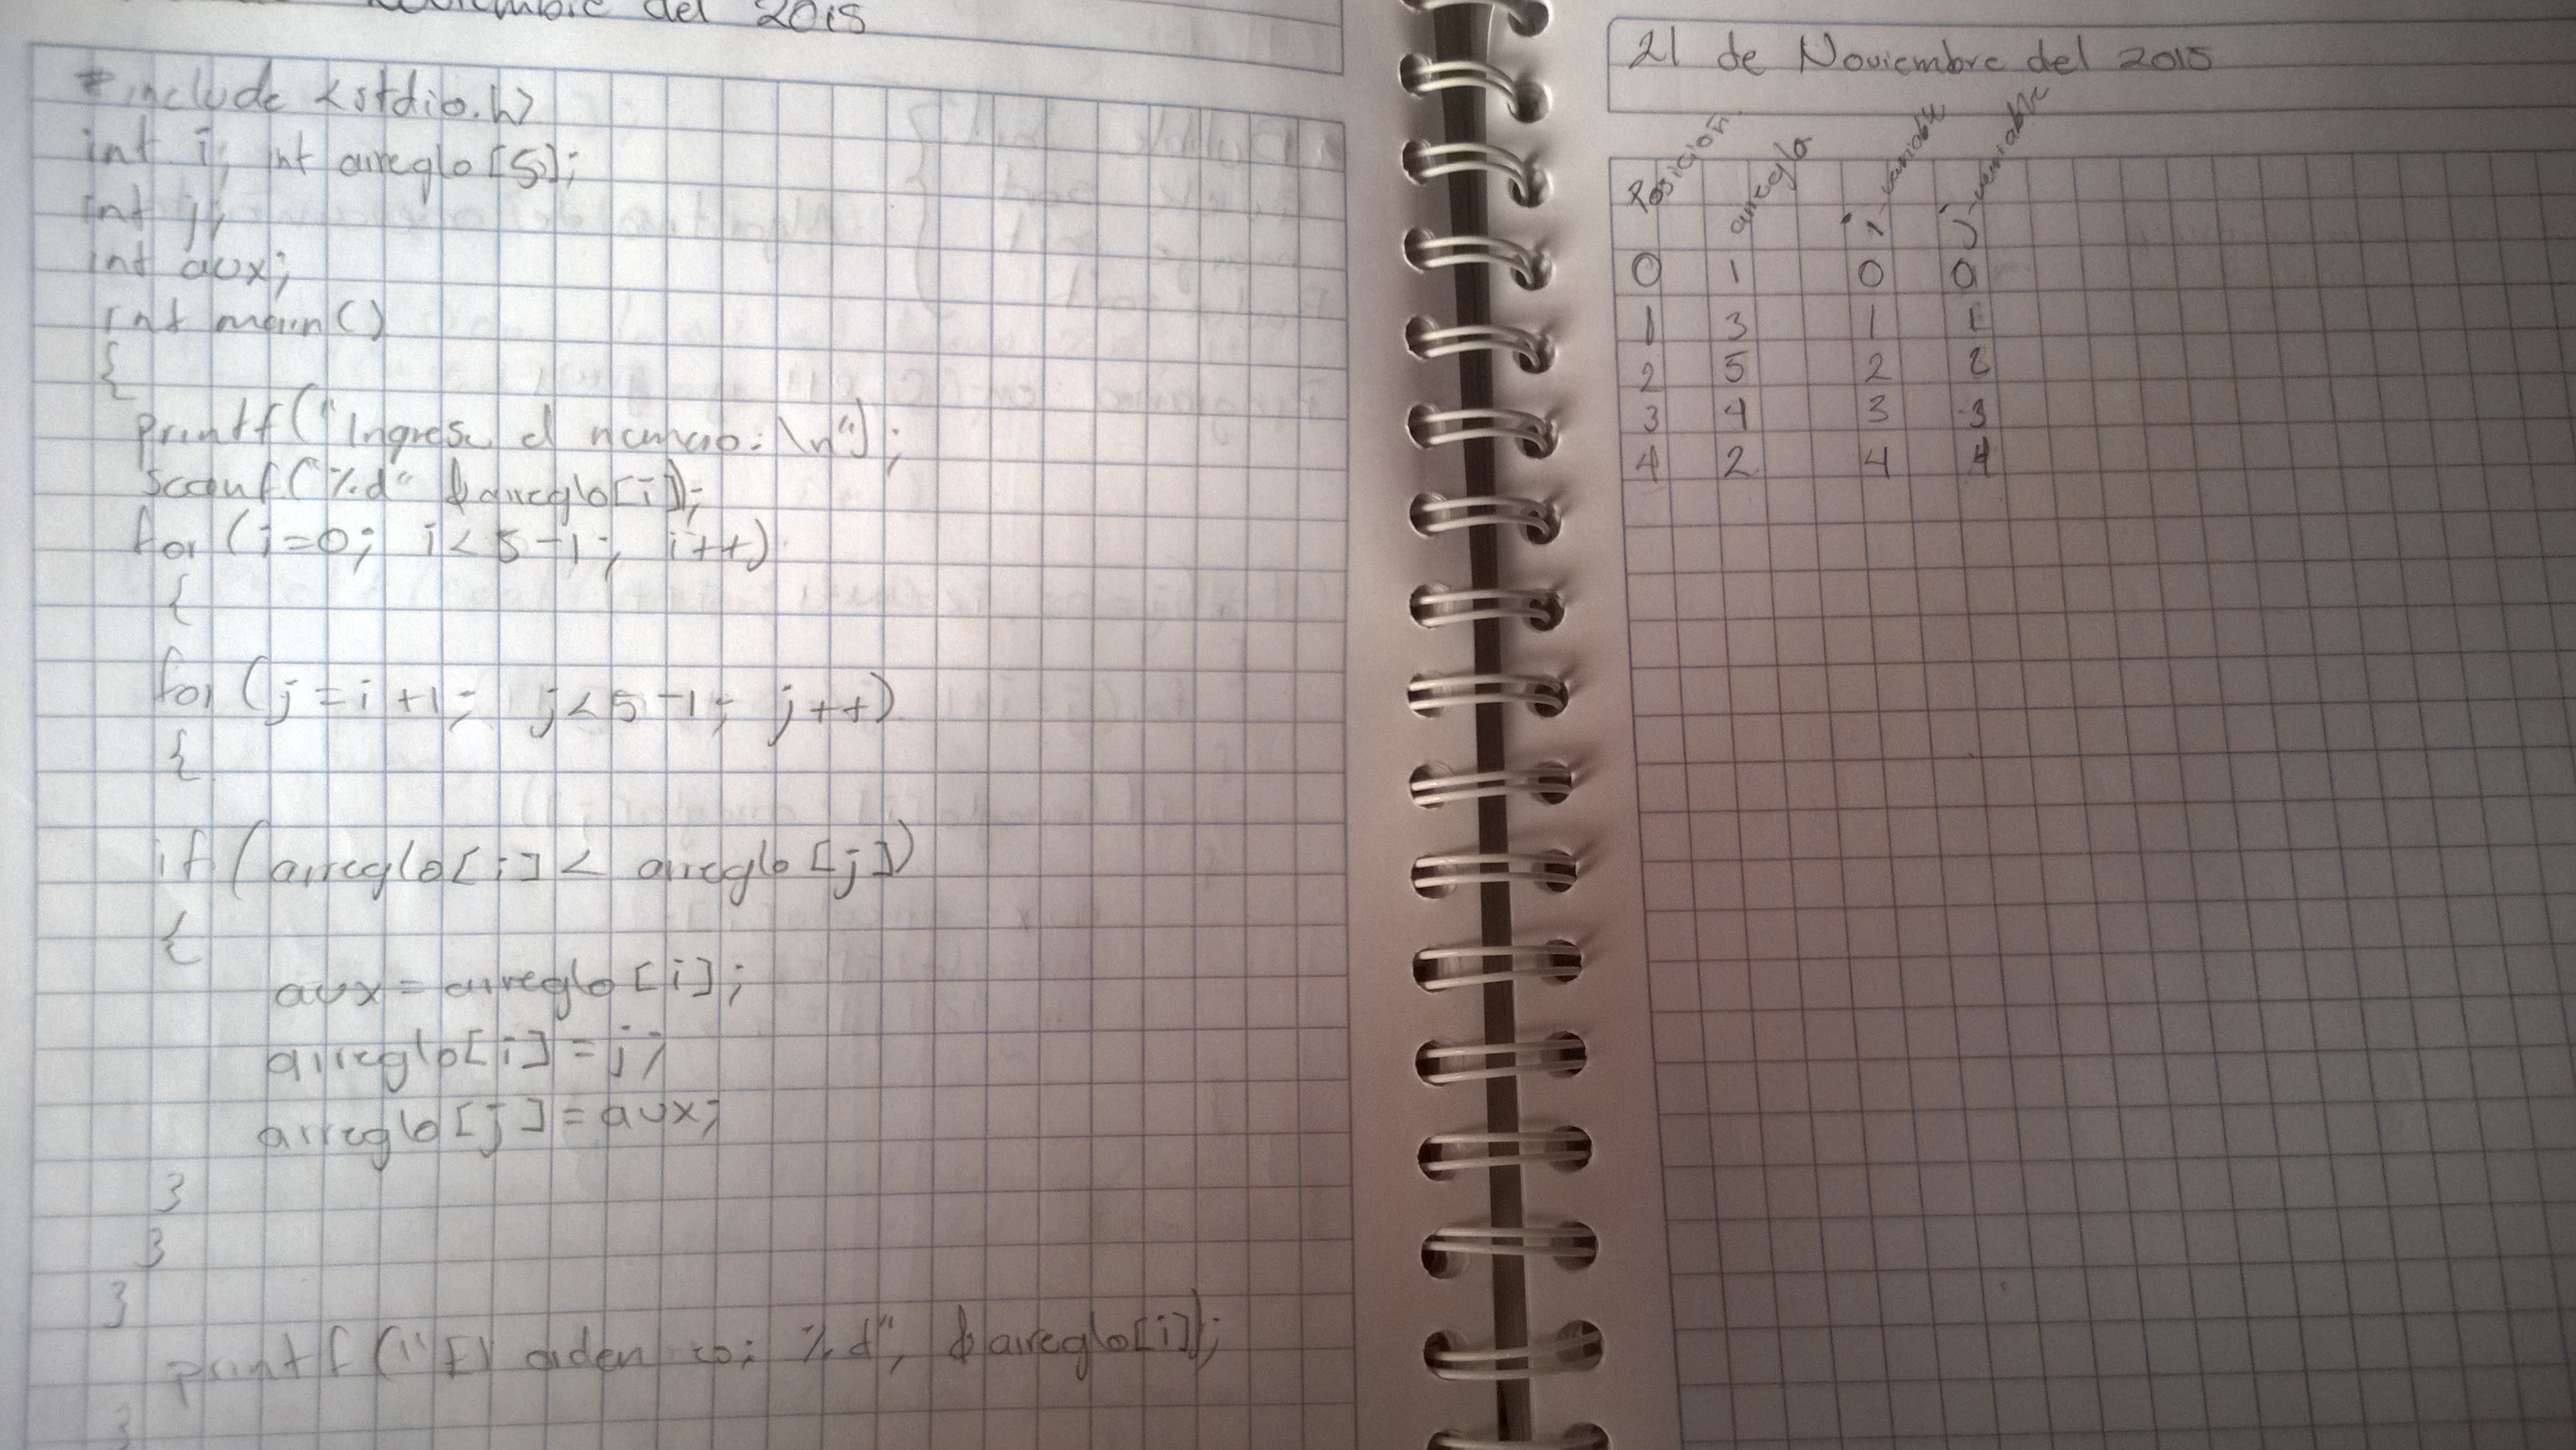 Noviembre del 2015
#include <stdio.h>
int i; int arreglo[5];
int j;
int aux;
int main()
{
printf("Ingrese el numero: \n");
scanf("%d" &arreglo[i]);
for (i=0; i<5-1; i++)
{
for (j=i+1; j<5-1; j++)
{
if (arreglo[i] < arreglo[j])
{
aux=arreglo[i];
arreglo[i]=j;
arreglo[j]=aux;
}
}
}
printf("El orden es: %d", &arreglo[i]);
}
21 de Noviembre del 2015
Posición arreglo i-variable j-variable
0 1 0 0
1 3 1 1
2 5 2 2
3 4 3 3
4 2 4 4